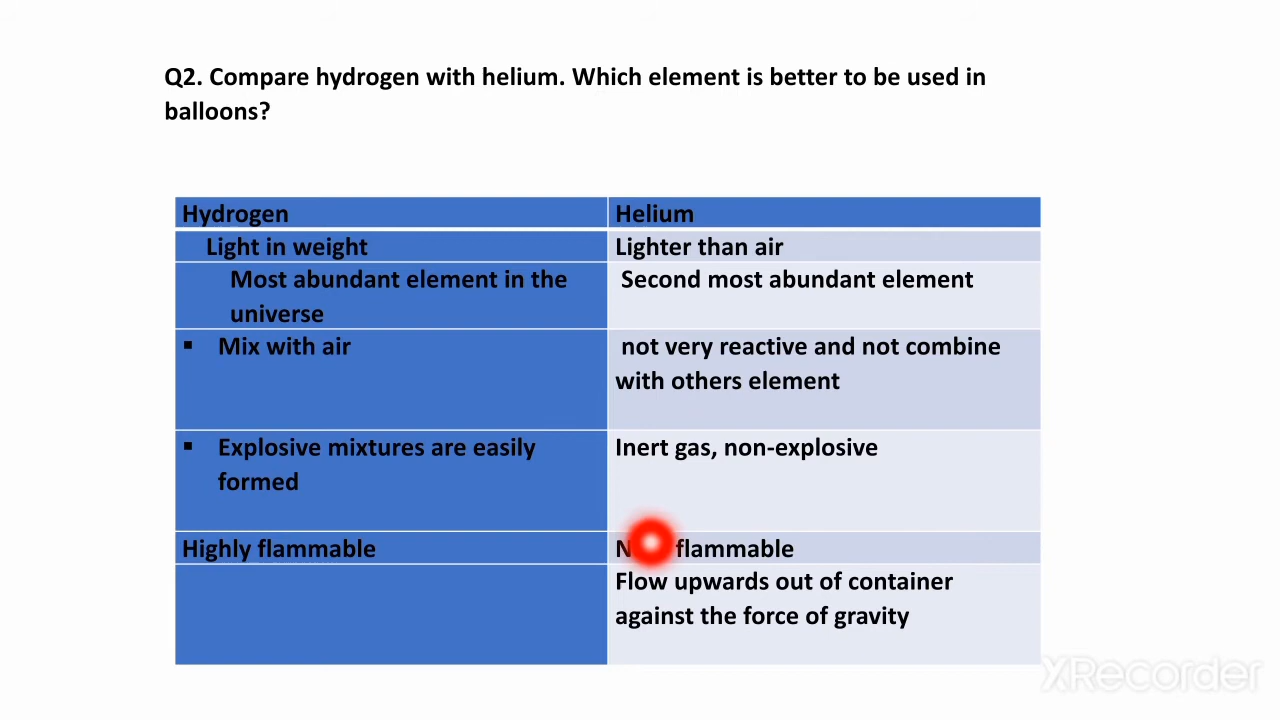 Q2. Compare hydrogen with helium. Which element is better to be used in
balloons?
Hydrogen
Helium
Light in weight
Lighter than air
Most abundant element in the
universe
Second most abundant element
▪ Mix with air
not very reactive and not combine
with others element
▪ Explosive mixtures are easily
formed
Inert gas, non-explosive
Highly flammable
flammable
Flow upwards out of container
against the force of gravity
XRecorder